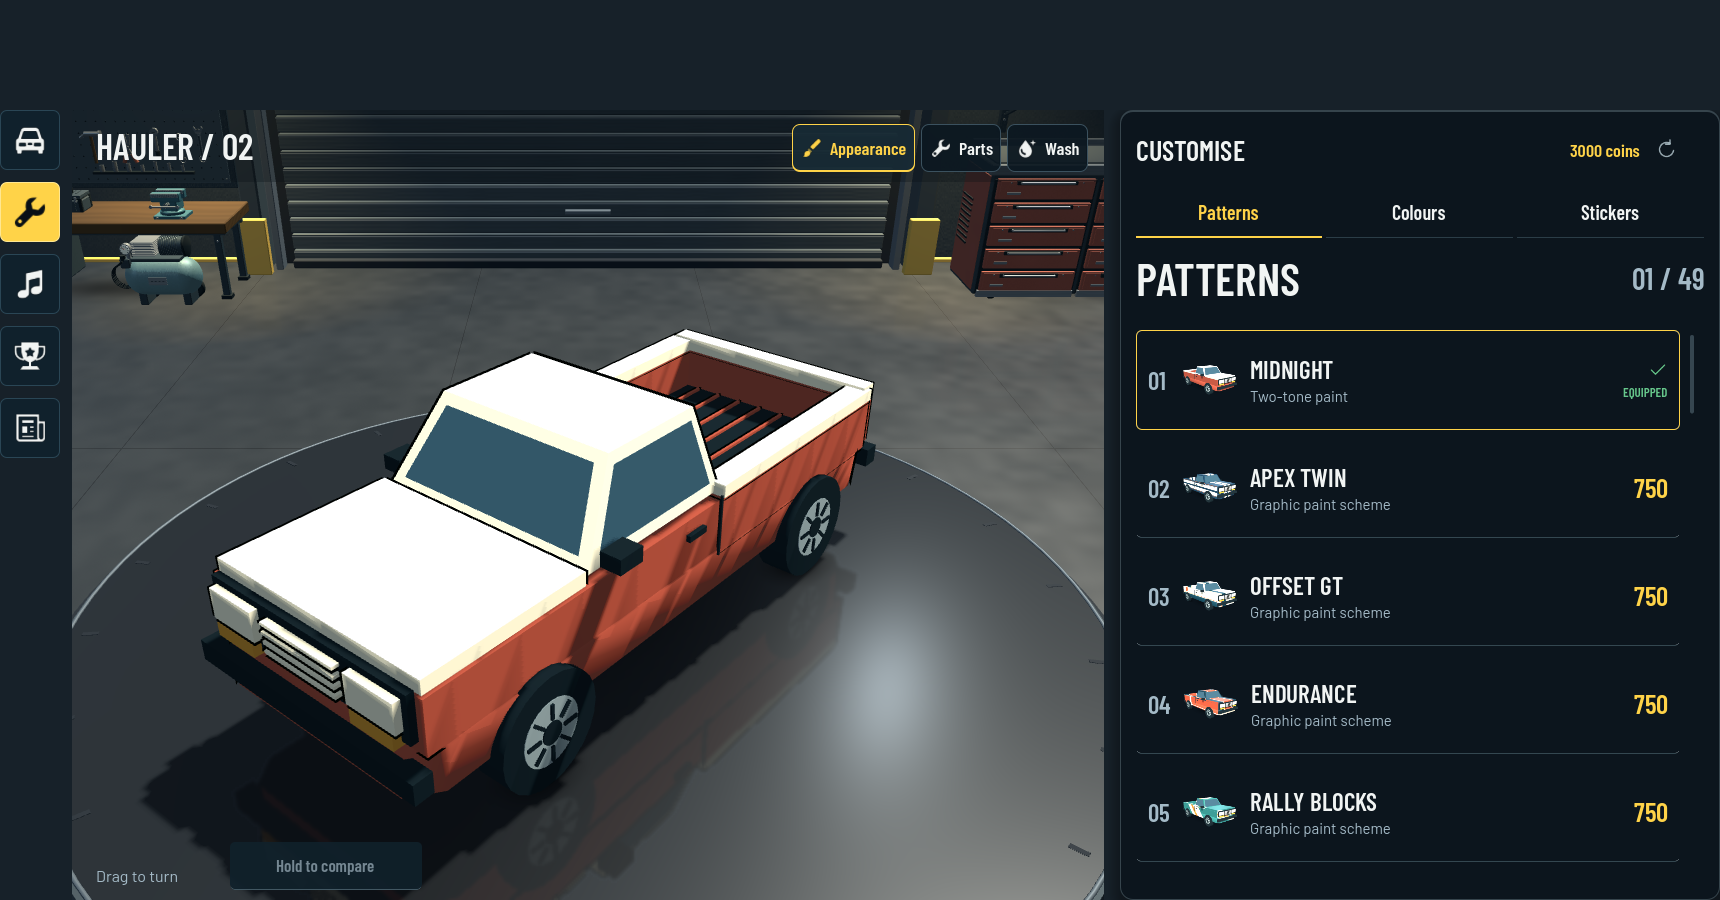 HAULER / 02
Appearance
Parts
Wash
Drag to turn
Hold to compare
CUSTOMISE
3000 coins
Patterns
Colours
Stickers
PATTERNS
01 / 49
01
MIDNIGHT
Two-tone paint
EQUIPPED
02
APEX TWIN
Graphic paint scheme
750
03
OFFSET GT
Graphic paint scheme
750
04
ENDURANCE
Graphic paint scheme
750
05
RALLY BLOCKS
Graphic paint scheme
750